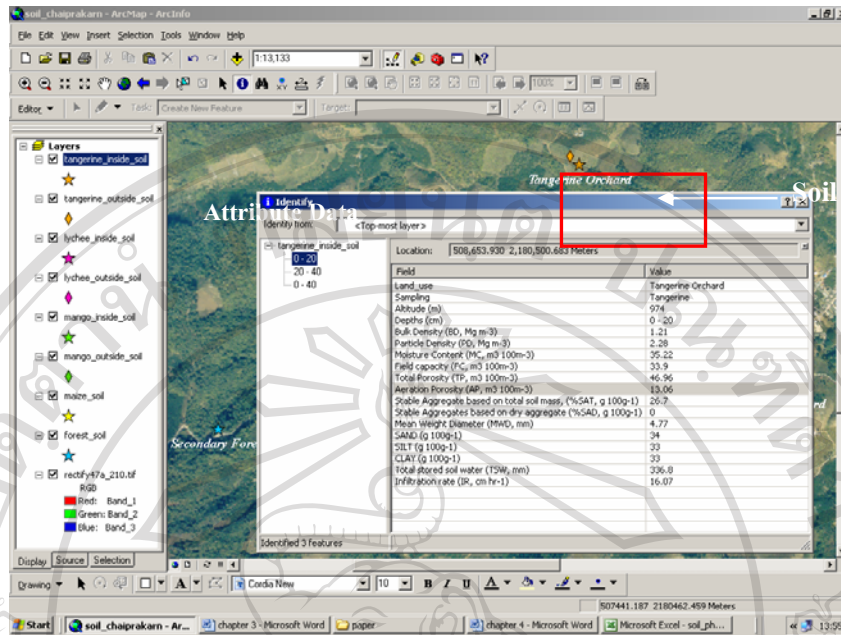 soil_chaiprakarn - ArcMap - ArcInfo
File Edit View Insert Selection Tools Window Help
1:13,133
100%
Editor Task: Create New Feature Target:
Layers
tangerine_inside_soil
tangerine_outside_soil
lychee_inside_soil
lychee_outside_soil
mango_inside_soil
mango_outside_soil
maize_soil
forest_soil
rectify47a_210.tif
RGB
Red: Band_1
Green: Band_2
Blue: Band_3
Display Source Selection
Tangerine Orchard
Soil
Attribute Data
Secondary Fore
rd
Identify
Identify from: <Top-most layer>
tangerine_inside_soil
0 - 20
20 - 40
0 - 40
Location: 508,653.930 2,180,500.683 Meters
Field Value
Land_use Tangerine Orchard
Sampling Tangerine
Altitude (m) 974
Depths (cm) 0 - 20
Bulk Density (BD, Mg m-3) 1.21
Particle Density (PD, Mg m-3) 2.28
Moisture Content (MC, m3 100m-3) 35.22
Field capacity (FC, m3 100m-3) 33.9
Total Porosity (TP, m3 100m-3) 46.96
Aeration Porosity (AP, m3 100m-3) 13.06
Stable Aggregate based on total soil mass, (%SAT, g 100g-1) 26.7
Stable Aggregates based on dry aggregate (%SAD, g 100g-1) 0
Mean Weight Diameter (MWD, mm) 4.77
SAND (g 100g-1) 34
SILT (g 100g-1) 33
CLAY (g 100g-1) 33
Total stored soil water (TSW, mm) 336.8
Infiltration rate (IR, cm hr-1) 16.07
Identified 3 features
Drawing A Cordia New 10 B I U A
507441.187 2180462.459 Meters
Start soil_chaiprakarn - Ar... chapter 3 - Microsoft Word paper chapter 4 - Microsoft Word Microsoft Excel - soil_ph... 13:55